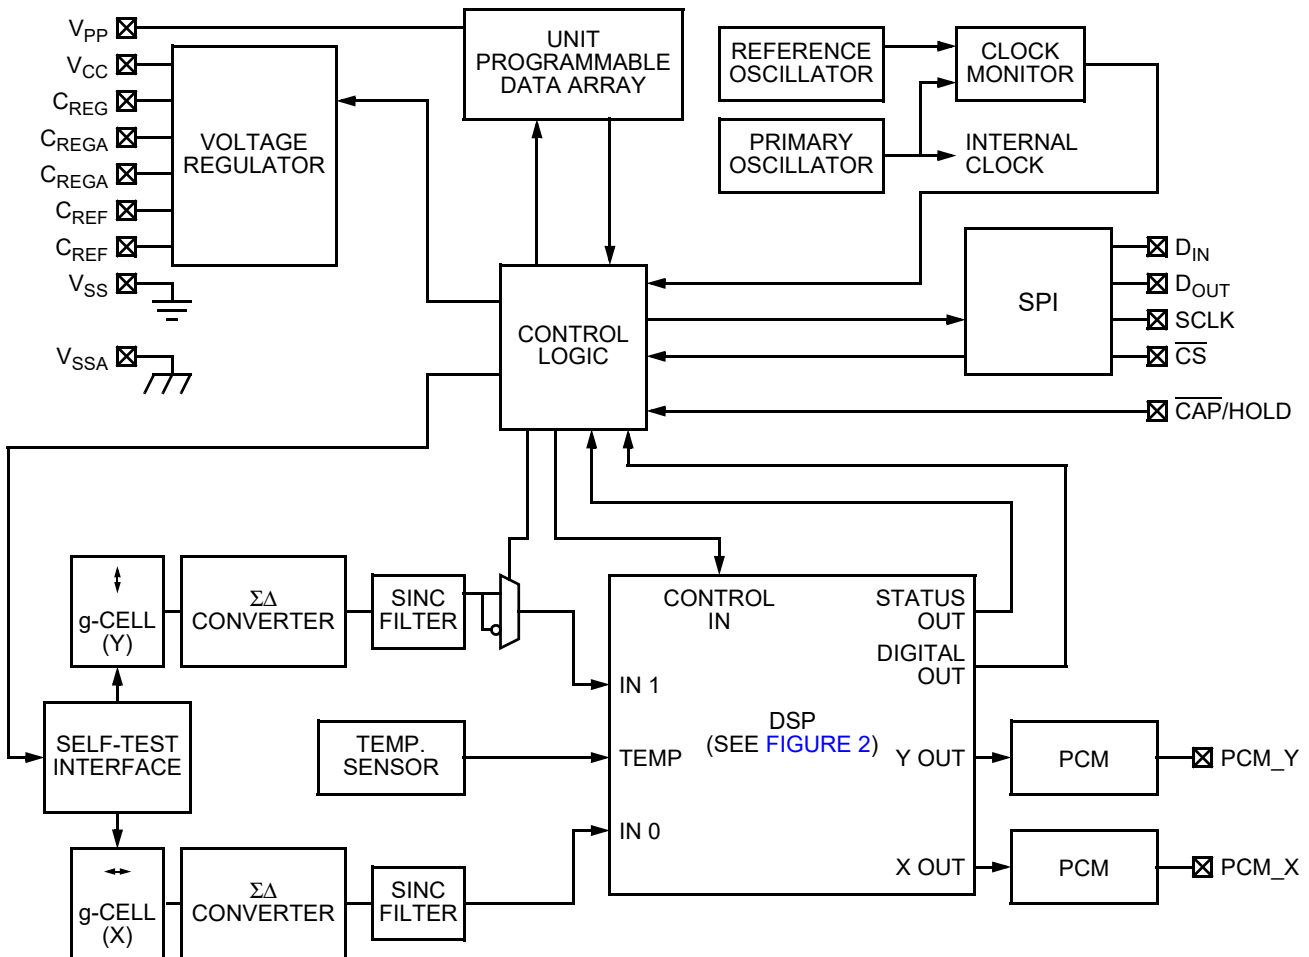 VPP
VCC
CREG
CREGA
CREGA
CREF
CREF
VSS
VSSA
VOLTAGE
REGULATOR
UNIT
PROGRAMMABLE
DATA ARRAY
REFERENCE
OSCILLATOR
CLOCK
MONITOR
PRIMARY
OSCILLATOR
INTERNAL
CLOCK
CONTROL
LOGIC
SPI
DIN
DOUT
SCLK
CS
CAP/HOLD
g-CELL
(Y)
ΣΔ
CONVERTER
SINC
FILTER
SELF-TEST
INTERFACE
TEMP.
SENSOR
g-CELL
(X)
ΣΔ
CONVERTER
SINC
FILTER
CONTROL
IN
STATUS
OUT
DIGITAL
OUT
IN 1
DSP
(SEE FIGURE 2)
TEMP
Y OUT
IN 0
X OUT
PCM
PCM_Y
PCM
PCM_X